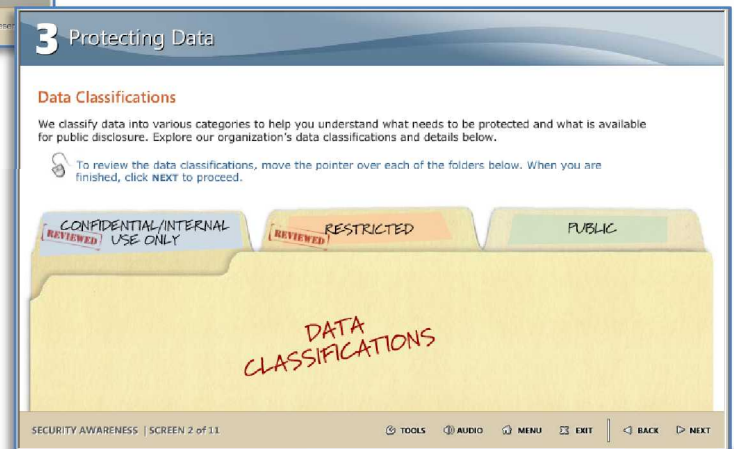 3 Protecting Data
Data Classifications
We classify data into various categories to help you understand what needs to be protected and what is available
for public disclosure. Explore our organization's data classifications and details below.
To review the data classifications, move the pointer over each of the folders below. When you are
finished, click NEXT to proceed.
CONFIDENTIAL/INTERNAL
USE ONLY
REVIEWED
RESTRICTED
REVIEWED
PUBLIC
DATA
CLASSIFICATIONS
SECURITY AWARENESS | SCREEN 2 of 11
TOOLS AUDIO MENU EXIT BACK NEXT